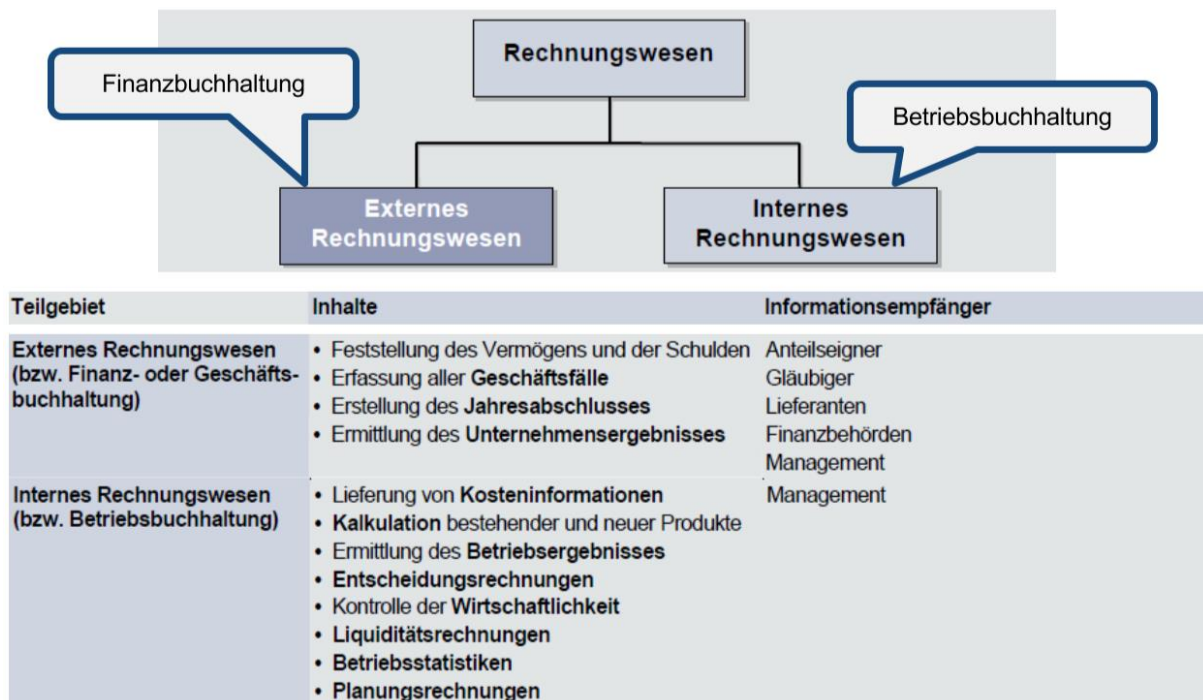 Rechnungswesen
Finanzbuchhaltung
Betriebsbuchhaltung
Externes
Rechnungswesen
Internes
Rechnungswesen
Teilgebiet
Inhalte
Informationsempfänger
Externes Rechnungswesen
(bzw. Finanz- oder Geschäfts-
buchhaltung)
• Feststellung des Vermögens und der Schulden
• Erfassung aller Geschäftsfälle
• Erstellung des Jahresabschlusses
• Ermittlung des Unternehmensergebnisses
Anteilseigner
Gläubiger
Lieferanten
Finanzbehörden
Management
Internes Rechnungswesen
(bzw. Betriebsbuchhaltung)
• Lieferung von Kosteninformationen
• Kalkulation bestehender und neuer Produkte
• Ermittlung des Betriebsergebnisses
• Entscheidungsrechnungen
• Kontrolle der Wirtschaftlichkeit
• Liquiditätsrechnungen
• Betriebsstatistiken
• Planungsrechnungen
Management